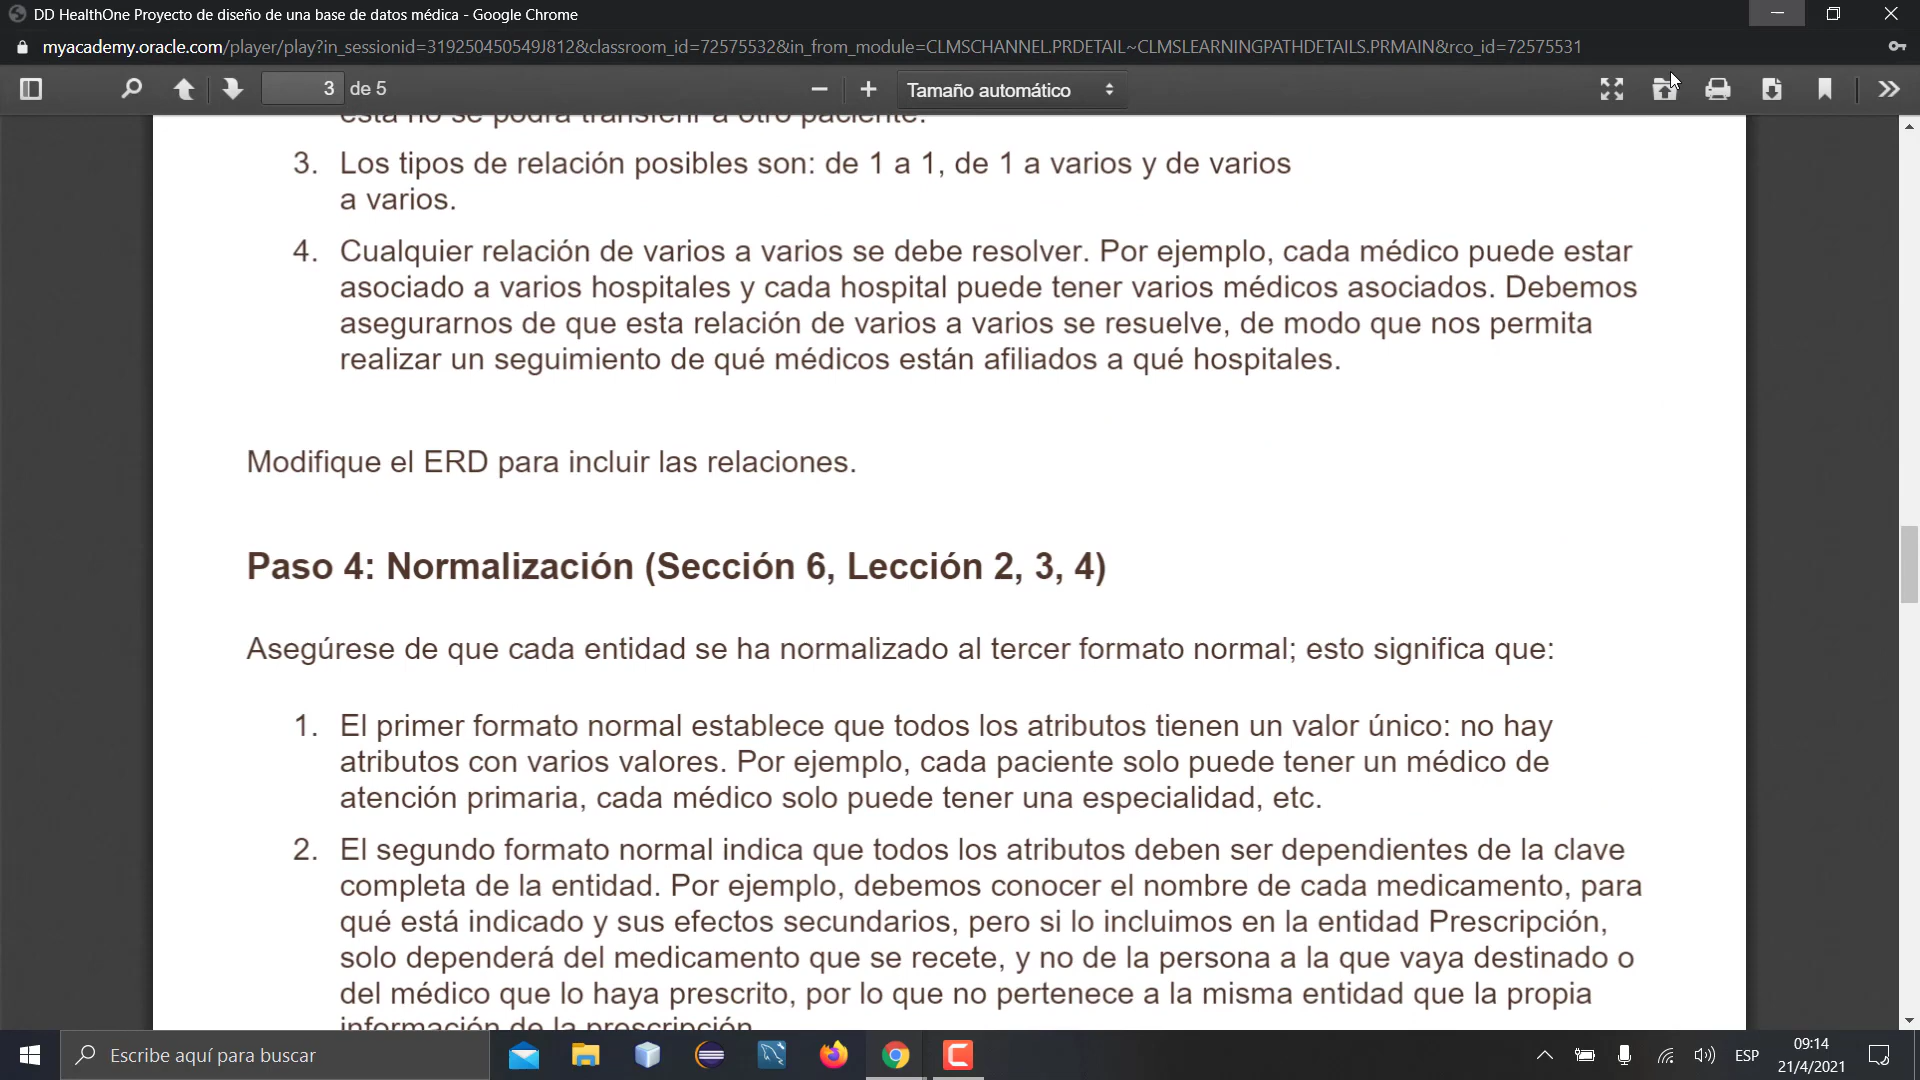 DD HealthOne Proyecto de diseño de una base de datos médica - Google Chrome
myacademy.oracle.com/player/play?in_sessionid=319250450549J812&classroom_id=72575532&in_from_module=CLMSCHANNEL.PRDETAIL~CLMSLEARNINGPATHDETAILS.PRMAIN&rco_id=72575531
3 de 5
Tamaño automático
esta no se podrá transferir a otro paciente.
3. Los tipos de relación posibles son: de 1 a 1, de 1 a varios y de varios
a varios.
4. Cualquier relación de varios a varios se debe resolver. Por ejemplo, cada médico puede estar
asociado a varios hospitales y cada hospital puede tener varios médicos asociados. Debemos
asegurarnos de que esta relación de varios a varios se resuelve, de modo que nos permita
realizar un seguimiento de qué médicos están afiliados a qué hospitales.
Modifique el ERD para incluir las relaciones.
Paso 4: Normalización (Sección 6, Lección 2, 3, 4)
Asegúrese de que cada entidad se ha normalizado al tercer formato normal; esto significa que:
1. El primer formato normal establece que todos los atributos tienen un valor único: no hay
atributos con varios valores. Por ejemplo, cada paciente solo puede tener un médico de
atención primaria, cada médico solo puede tener una especialidad, etc.
2. El segundo formato normal indica que todos los atributos deben ser dependientes de la clave
completa de la entidad. Por ejemplo, debemos conocer el nombre de cada medicamento, para
qué está indicado y sus efectos secundarios, pero si lo incluimos en la entidad Prescripción,
solo dependerá del medicamento que se recete, y no de la persona a la que vaya destinado o
del médico que lo haya prescrito, por lo que no pertenece a la misma entidad que la propia
información de la prescripción.
Escribe aquí para buscar
ESP
09:14
21/4/2021